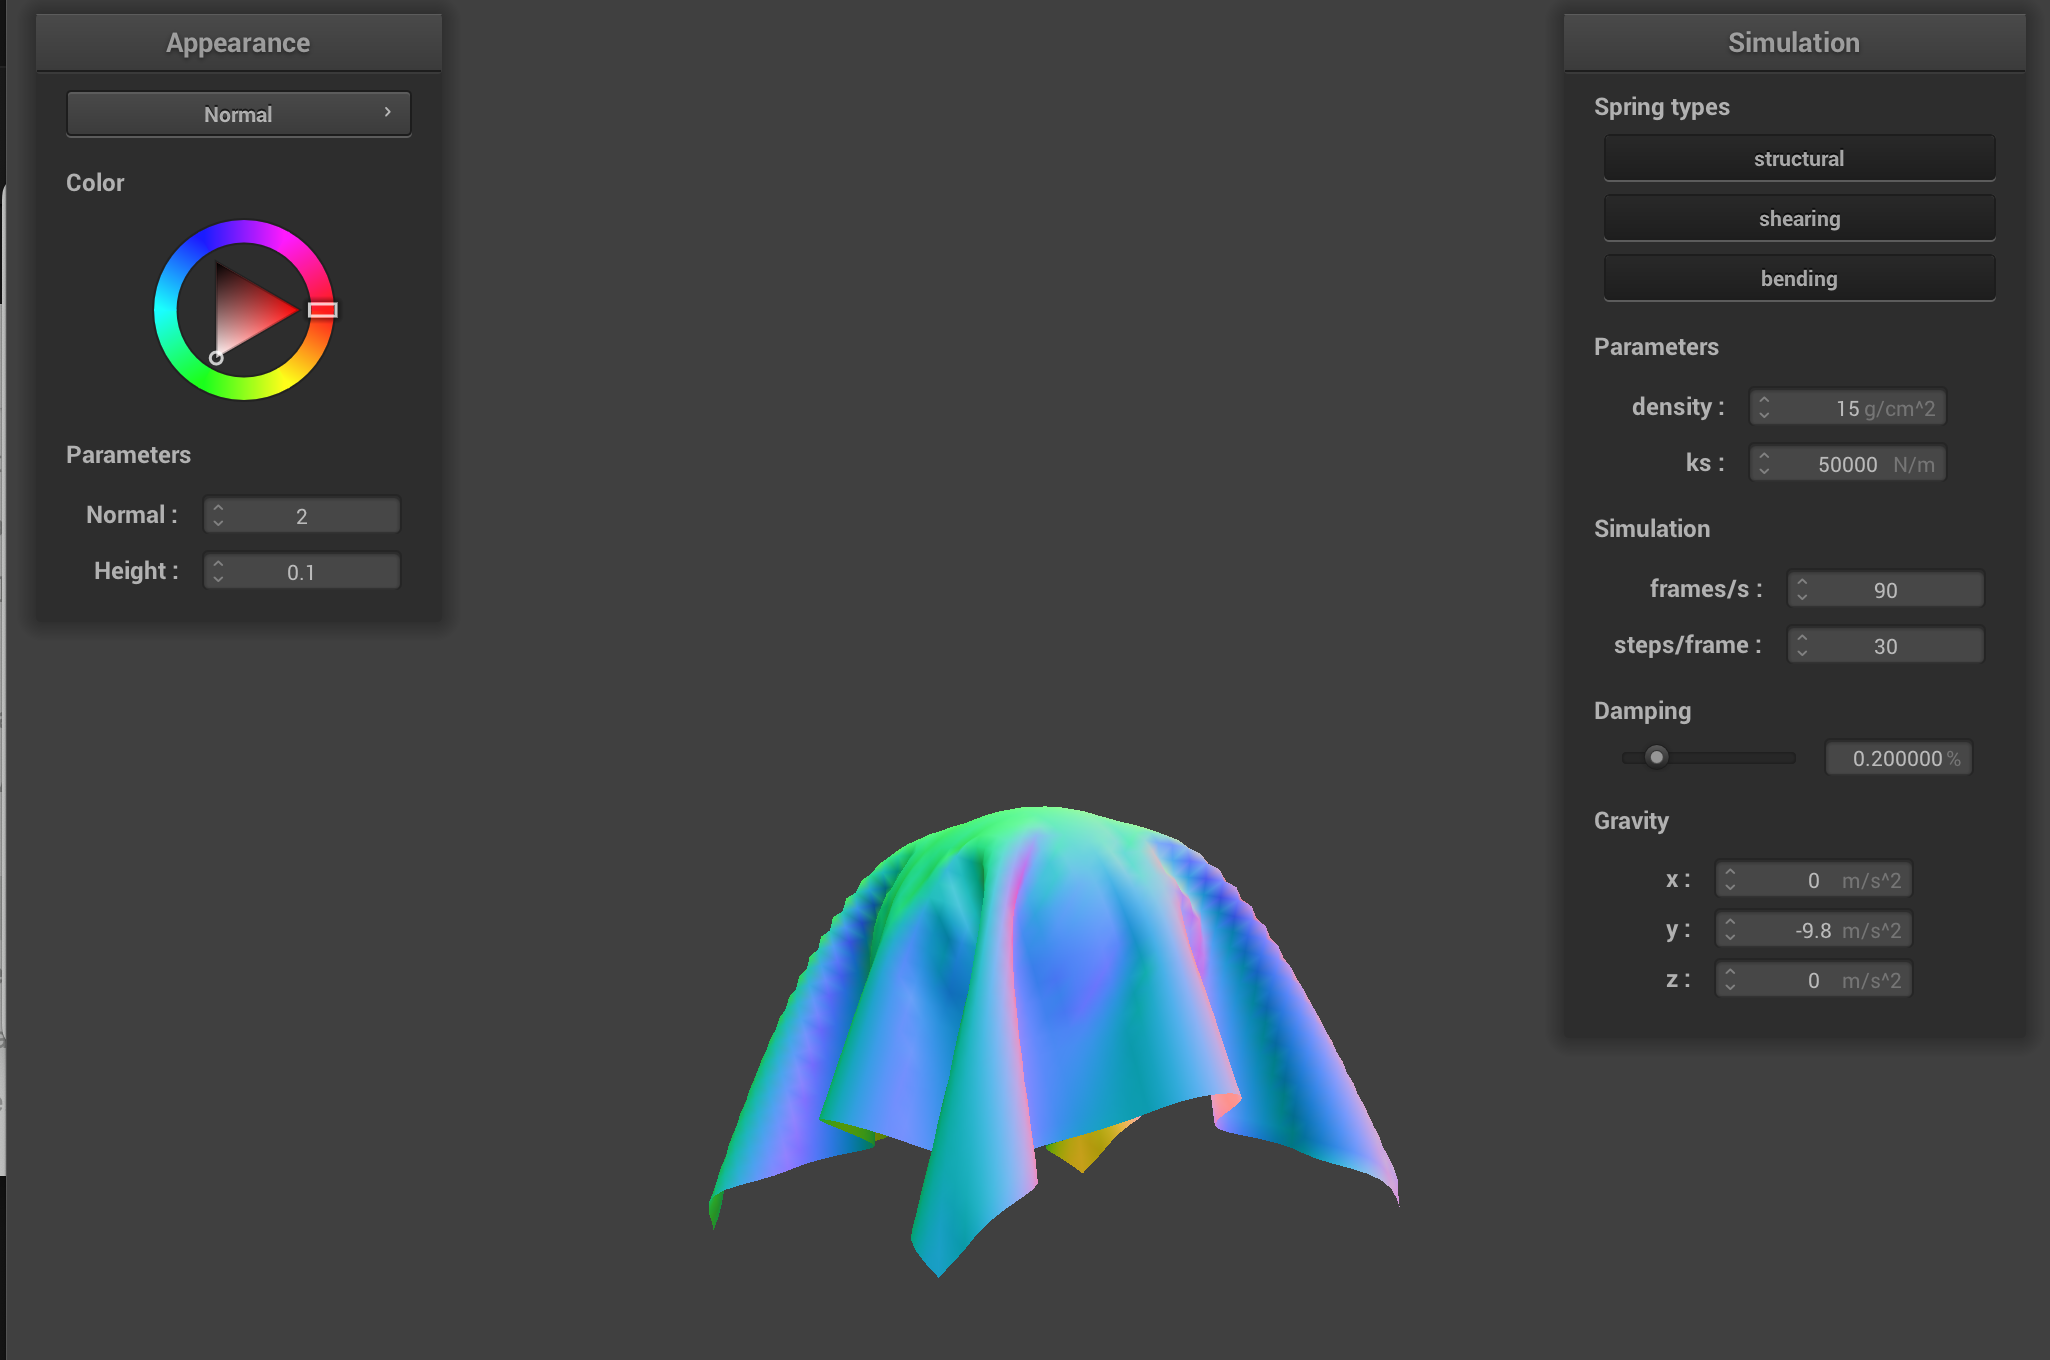 Appearance
Normal
Color
Parameters
Normal : 2
Height : 0.1
Simulation
Spring types
structural
shearing
bending
Parameters
density : 15 g/cm^2
ks : 50000 N/m
Simulation
frames/s : 90
steps/frame : 30
Damping
0.200000 %
Gravity
x : 0 m/s^2
y : -9.8 m/s^2
z : 0 m/s^2